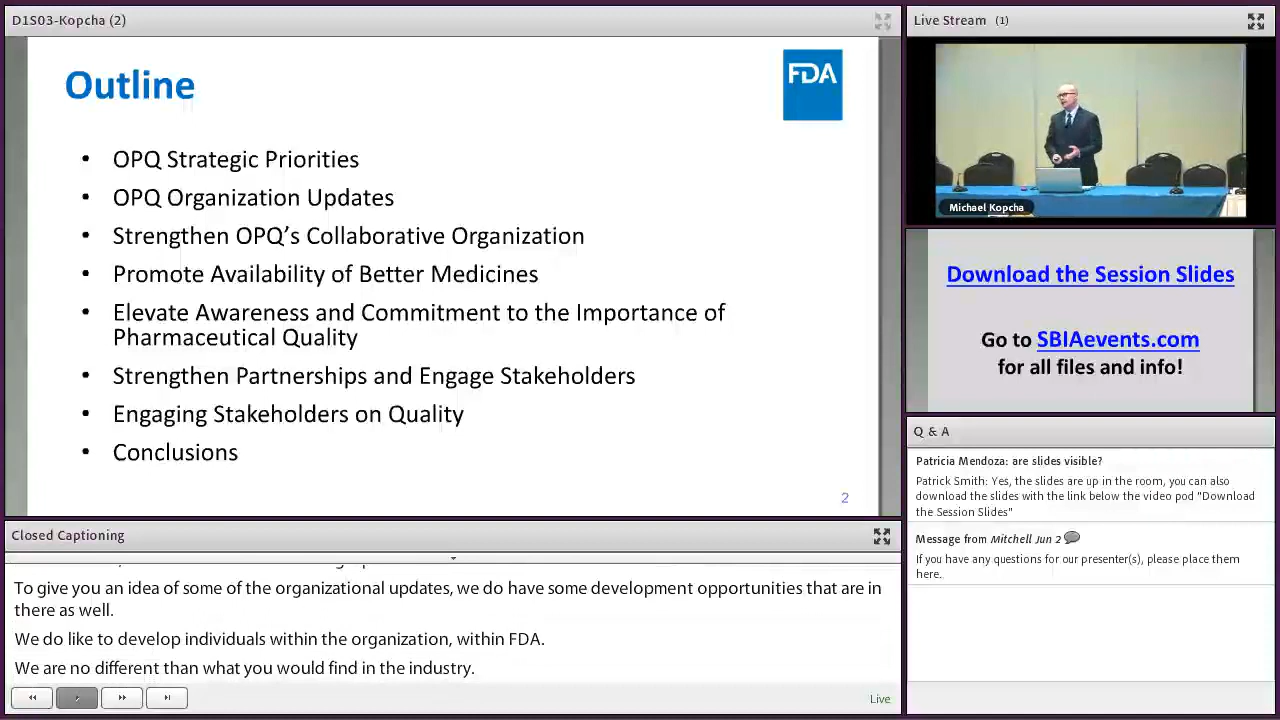 D1S03-Kopcha (2)
Outline
FDA
• OPQ Strategic Priorities
• OPQ Organization Updates
• Strengthen OPQ’s Collaborative Organization
• Promote Availability of Better Medicines
• Elevate Awareness and Commitment to the Importance of
Pharmaceutical Quality
• Strengthen Partnerships and Engage Stakeholders
• Engaging Stakeholders on Quality
• Conclusions
2
Closed Captioning
To give you an idea of some of the organizational updates, we do have some development opportunities that are in
there as well.
We do like to develop individuals within the organization, within FDA.
We are no different than what you would find in the industry.
Live
Live Stream (1)
Michael Kopcha
Download the Session Slides
Go to SBIAevents.com
for all files and info!
Q & A
Patricia Mendoza: are slides visible?
Patrick Smith: Yes, the slides are up in the room, you can also
download the slides with the link below the video pod "Download
the Session Slides"
Message from Mitchell Jun 2
If you have any questions for our presenter(s), please place them
here.